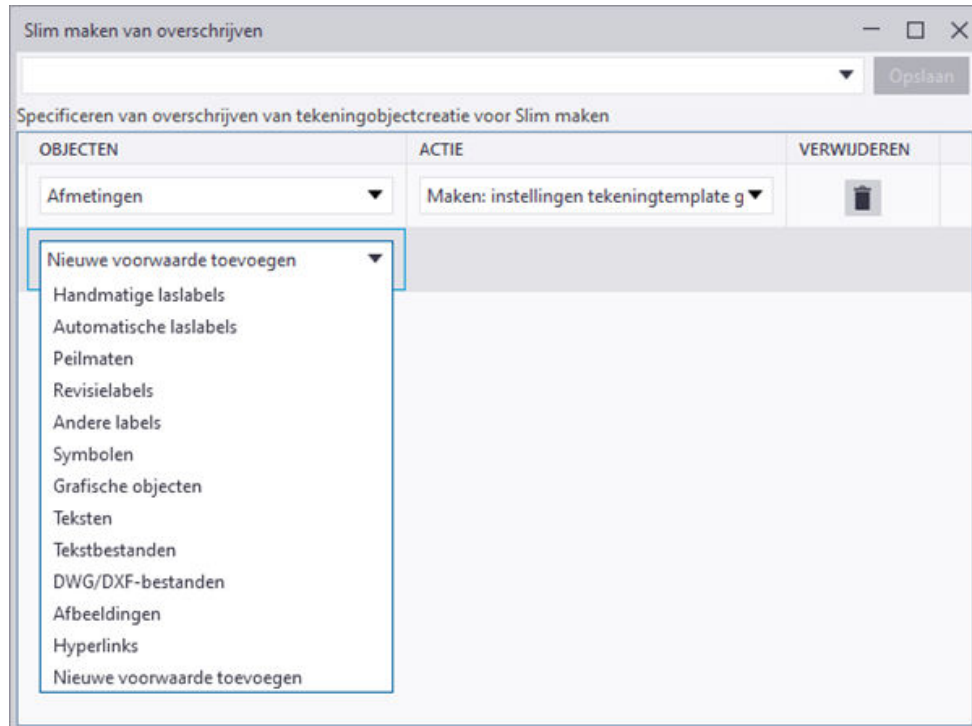 Slim maken van overschrijven
Opslaan
Specificeren van overschrijven van tekeningobjectcreatie voor Slim maken
OBJECTEN ACTIE VERWIJDEREN
Afmetingen Maken: instellingen tekeningtemplate g
Nieuwe voorwaarde toevoegen
Handmatige laslabels
Automatische laslabels
Peilmaten
Revisielabels
Andere labels
Symbolen
Grafische objecten
Teksten
Tekstbestanden
DWG/DXF-bestanden
Afbeeldingen
Hyperlinks
Nieuwe voorwaarde toevoegen